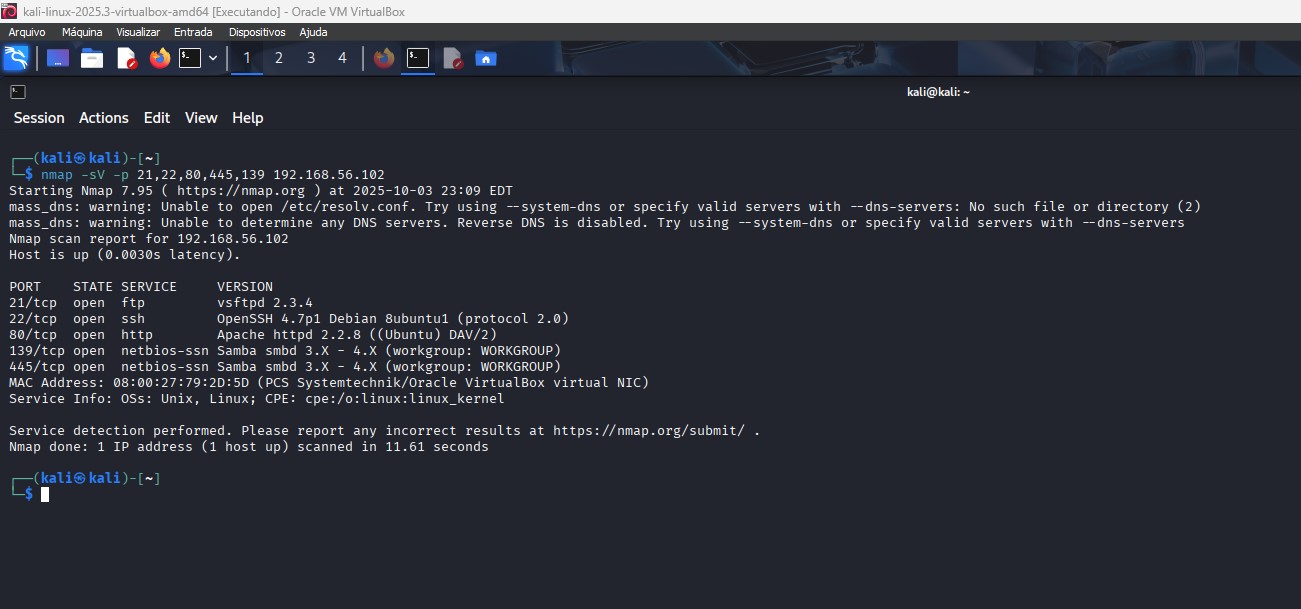 kali-linux-2025.3-virtualbox-amd64 [Executando] - Oracle VM VirtualBox
Arquivo Máquina Visualizar Entrada Dispositivos Ajuda
1 2 3 4
kali@kali: ~
Session Actions Edit View Help
┌──(kali㉿kali)-[~]
└─$ nmap -sV -p 21,22,80,445,139 192.168.56.102
Starting Nmap 7.95 ( https://nmap.org ) at 2025-10-03 23:09 EDT
mass_dns: warning: Unable to open /etc/resolv.conf. Try using --system-dns or specify valid servers with --dns-servers: No such file or directory (2)
mass_dns: warning: Unable to determine any DNS servers. Reverse DNS is disabled. Try using --system-dns or specify valid servers with --dns-servers
Nmap scan report for 192.168.56.102
Host is up (0.0030s latency).
PORT    STATE SERVICE     VERSION
21/tcp  open  ftp         vsftpd 2.3.4
22/tcp  open  ssh         OpenSSH 4.7p1 Debian 8ubuntu1 (protocol 2.0)
80/tcp  open  http        Apache httpd 2.2.8 ((Ubuntu) DAV/2)
139/tcp open  netbios-ssn Samba smbd 3.X - 4.X (workgroup: WORKGROUP)
445/tcp open  netbios-ssn Samba smbd 3.X - 4.X (workgroup: WORKGROUP)
MAC Address: 08:00:27:79:2D:5D (PCS Systemtechnik/Oracle VirtualBox virtual NIC)
Service Info: OSs: Unix, Linux; CPE: cpe:/o:linux:linux_kernel
Service detection performed. Please report any incorrect results at https://nmap.org/submit/ .
Nmap done: 1 IP address (1 host up) scanned in 11.61 seconds
┌──(kali㉿kali)-[~]
└─$